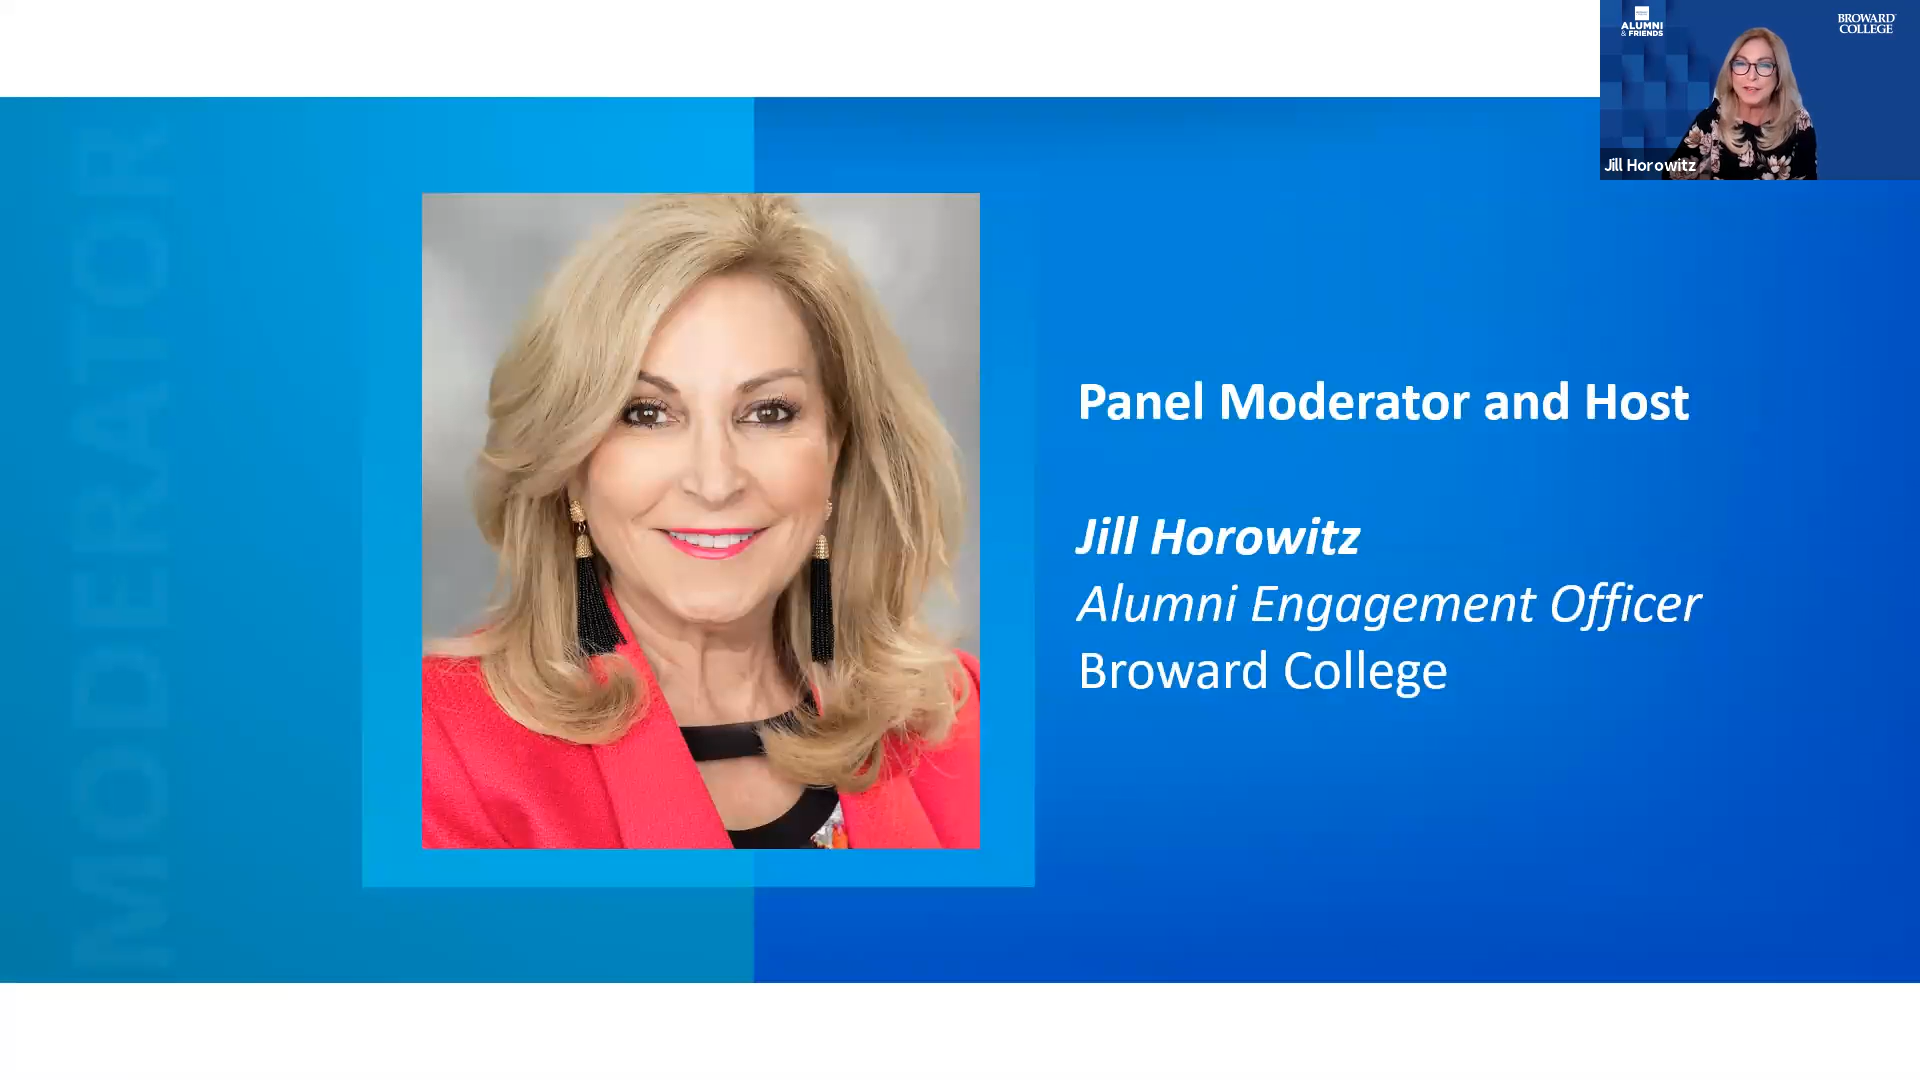 ALUMNI
& FRIENDS
BROWARD
COLLEGE
Jill Horowitz
MODERATOR
Panel Moderator and Host
Jill Horowitz
Alumni Engagement Officer
Broward College